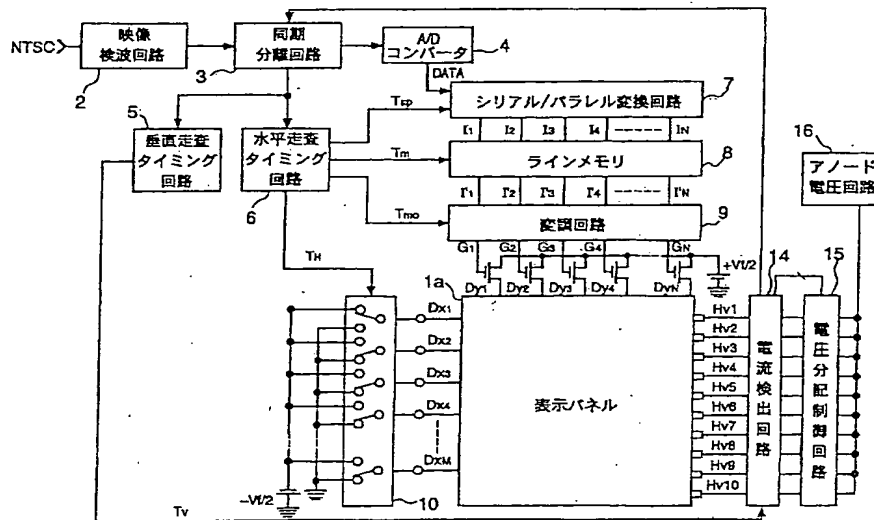 NTSC
映像
検波回路
2
同期
分離回路
3
A/D
コンバータ
4
DATA
5
垂直走査
タイミング
回路
水平走査
タイミング
回路
6
Tsp
シリアル/パラレル変換回路
7
I1 I2 I3 I4 IN
Tm
ラインメモリ
8
I'1 I'2 I'3 I'4 I'N
Tmo
変調回路
9
G1 G2 G3 G4 GN
+Vf/2
Dy1 Dy2 Dy3 Dy4 DyN
16
アノード
電圧回路
TH
1a
14
15
Dx1
Dx2
Dx3
Dx4
DxM
表示パネル
Hv1
Hv2
Hv3
Hv4
Hv5
Hv6
Hv7
Hv8
Hv9
Hv10
電流検出回路
電圧分配制御回路
-Vf/2
10
Tv